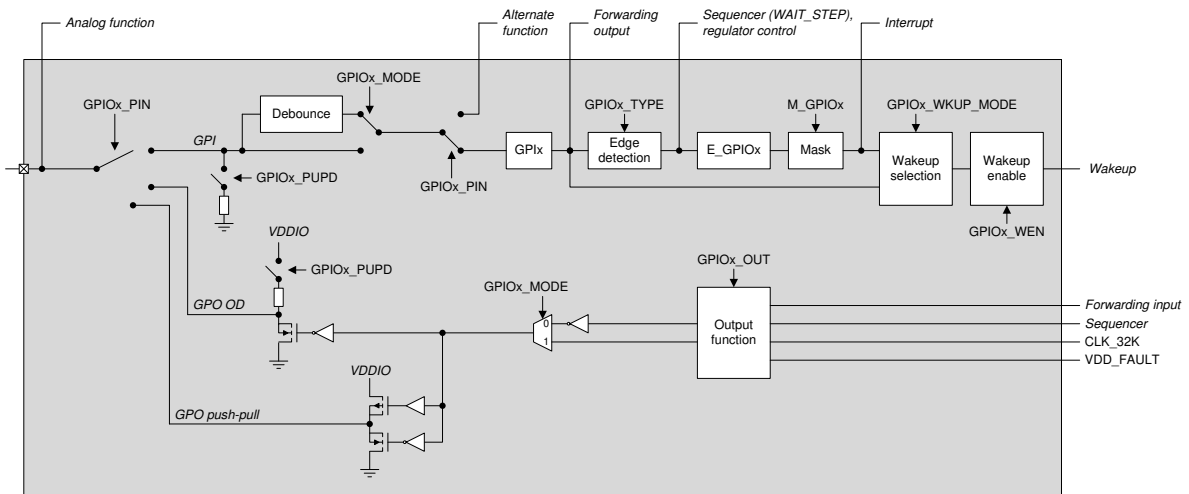 Analog function
Alternate
function
Forwarding
output
Sequencer (WAIT_STEP),
regulator control
Interrupt
GPIOx_PIN
GPIOx_MODE
Debounce
GPI
GPIOx_PUPD
GPIOx_PIN
GPIx
GPIOx_TYPE
Edge
detection
E_GPIOx
M_GPIOx
Mask
GPIOx_WKUP_MODE
Wakeup
selection
Wakeup
enable
Wakeup
GPIOx_WEN
VDDIO
GPIOx_PUPD
GPO OD
GPIOx_MODE
0
1
GPIOx_OUT
Output
function
Forwarding input
Sequencer
CLK_32K
VDD_FAULT
VDDIO
GPO push-pull